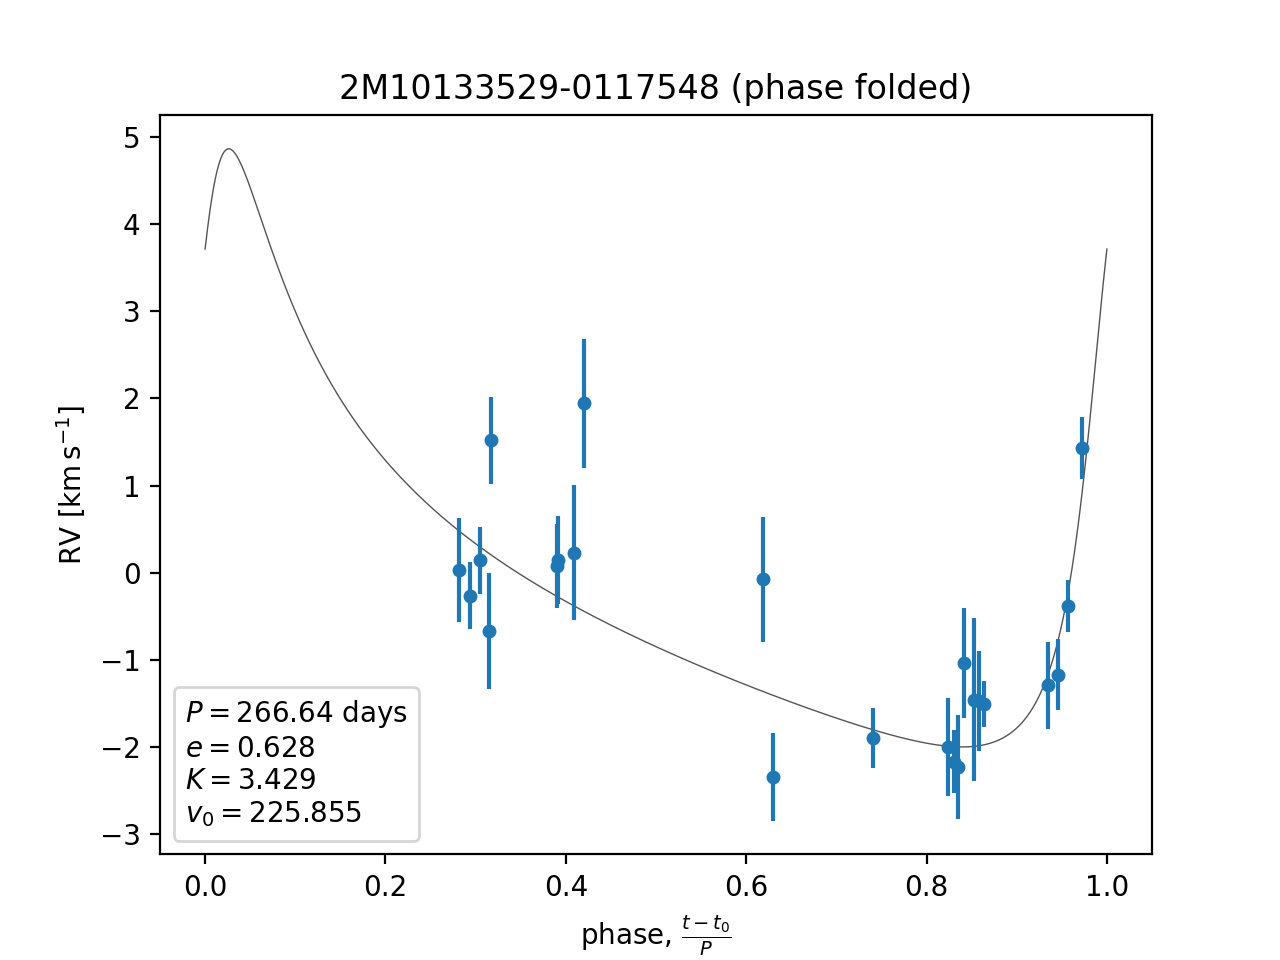 2M10133529-0117548 (phase folded)
RV [km s⁻¹]
5
4
3
2
1
0
−1
−2
−3
P = 266.64 days
e = 0.628
K = 3.429
v₀ = 225.855
0.0 0.2 0.4 0.6 0.8 1.0
phase, (t − t₀)/P